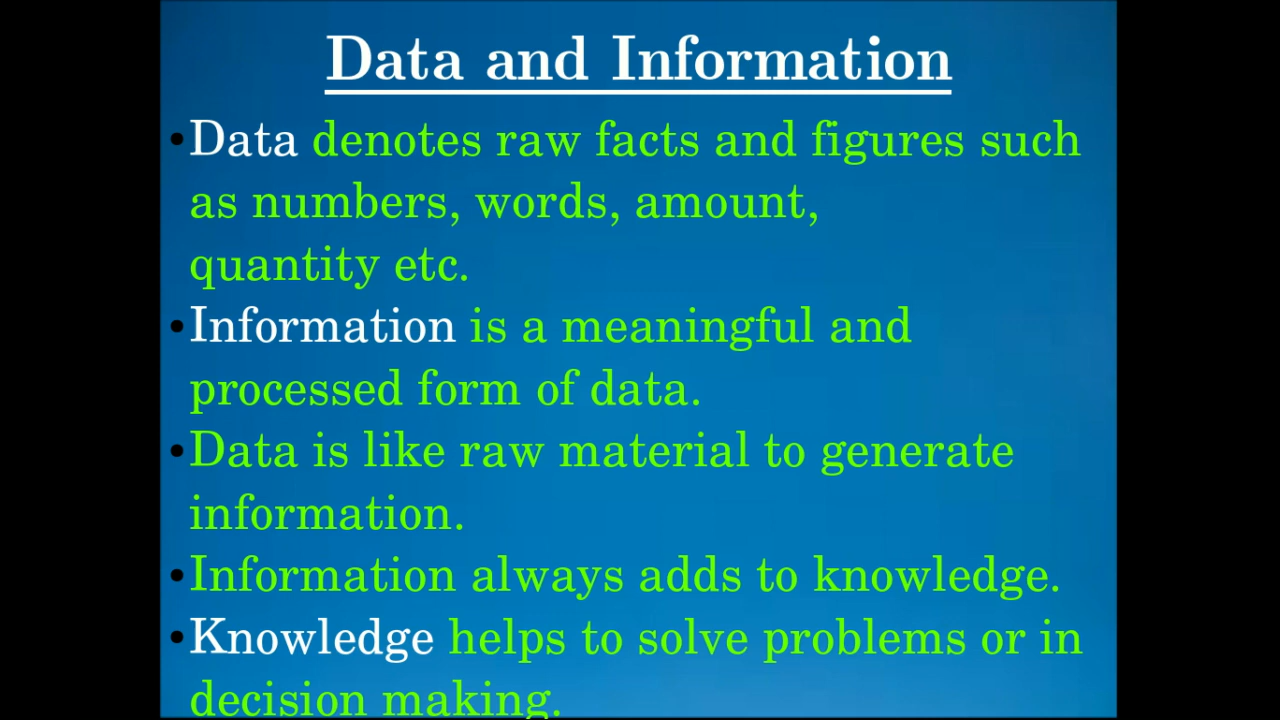 Data and Information
•Data denotes raw facts and figures such
as numbers, words, amount,
quantity etc.
•Information is a meaningful and
processed form of data.
•Data is like raw material to generate
information.
•Information always adds to knowledge.
•Knowledge helps to solve problems or in
decision making.